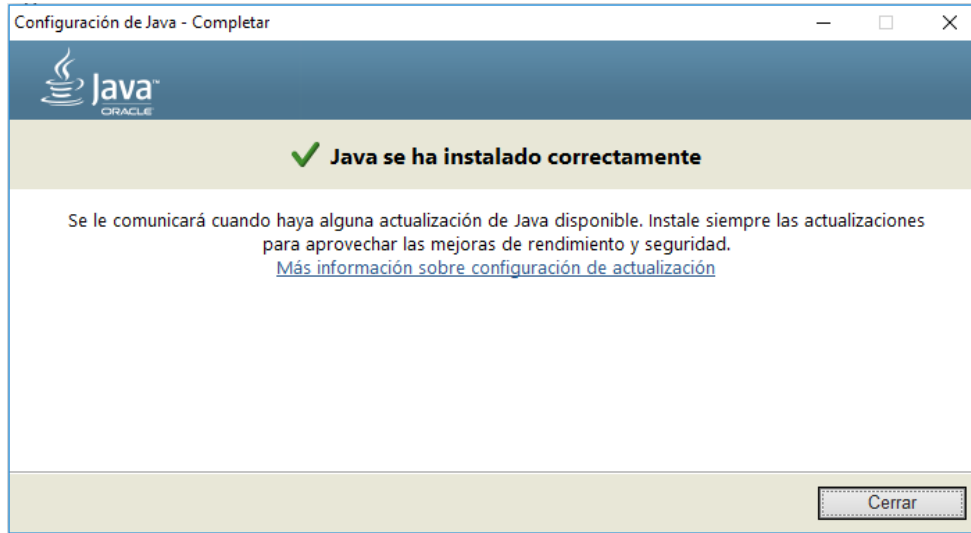 Configuración de Java - Completar
Java™
ORACLE
Java se ha instalado correctamente
Se le comunicará cuando haya alguna actualización de Java disponible. Instale siempre las actualizaciones
para aprovechar las mejoras de rendimiento y seguridad.
Más información sobre configuración de actualización
Cerrar